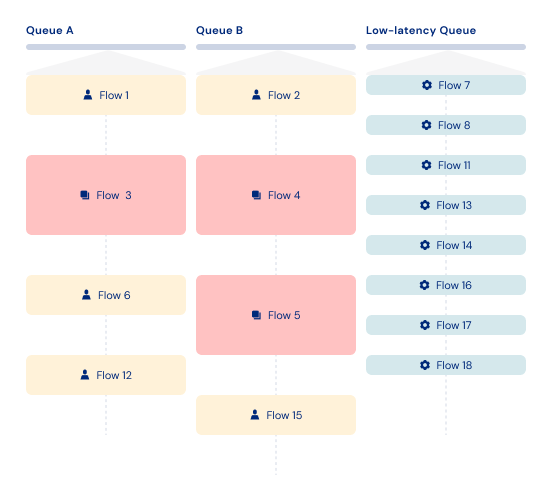 Queue A
Queue B
Low-latency Queue
Flow 1
Flow 2
Flow 7
Flow 8
Flow 3
Flow 4
Flow 11
Flow 13
Flow 14
Flow 6
Flow 5
Flow 16
Flow 17
Flow 12
Flow 18
Flow 15